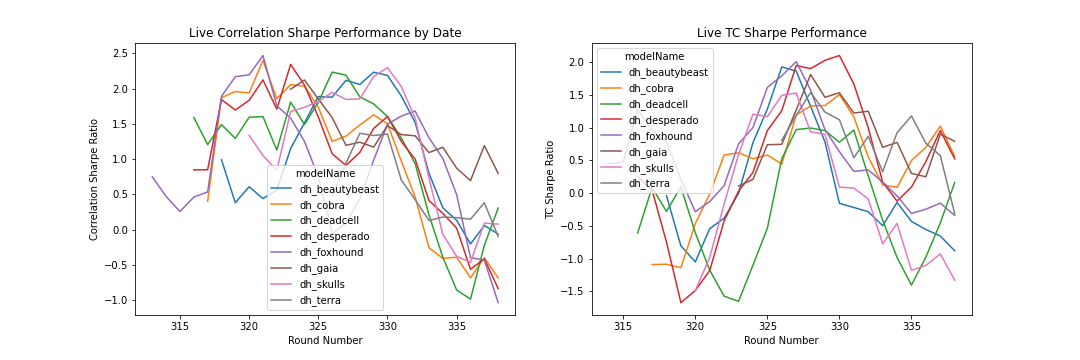 Live Correlation Sharpe Performance by Date
Correlation Sharpe Ratio
2.5
2.0
1.5
1.0
0.5
0.0
−0.5
−1.0
modelName
dh_beautybeast
dh_cobra
dh_deadcell
dh_desperado
dh_foxhound
dh_gaia
dh_skulls
dh_terra
315 320 325 330 335
Round Number
Live TC Sharpe Performance
TC Sharpe Ratio
2.0
1.5
1.0
0.5
0.0
−0.5
−1.0
−1.5
modelName
dh_beautybeast
dh_cobra
dh_deadcell
dh_desperado
dh_foxhound
dh_gaia
dh_skulls
dh_terra
315 320 325 330 335
Round Number